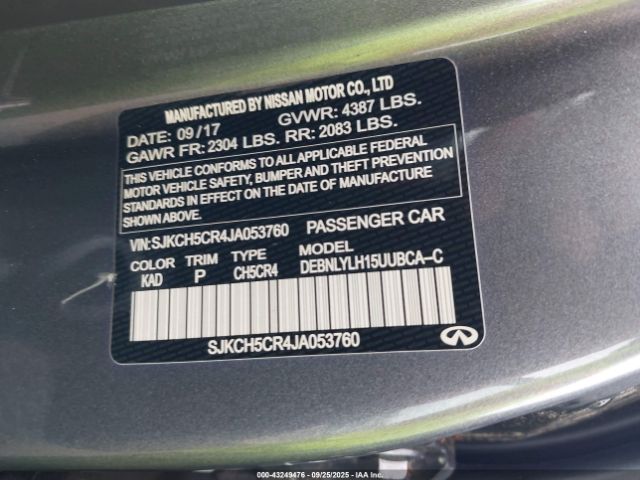 MANUFACTURED BY NISSAN MOTOR CO., LTD
DATE: 09/17 GVWR: 4387 LBS.
GAWR FR: 2304 LBS. RR: 2083 LBS.
THIS VEHICLE CONFORMS TO ALL APPLICABLE FEDERAL
MOTOR VEHICLE SAFETY, BUMPER AND THEFT PREVENTION
STANDARDS IN EFFECT ON THE DATE OF MANUFACTURE
SHOWN ABOVE.
VIN: SJKCH5CR4JA053760 PASSENGER CAR
COLOR TRIM TYPE MODEL
KAD P CH5CR4 DEBNLYLH15UUBCA-C
SJKCH5CR4JA053760
000-43249476 - 09/25/2025 - IAAI.com